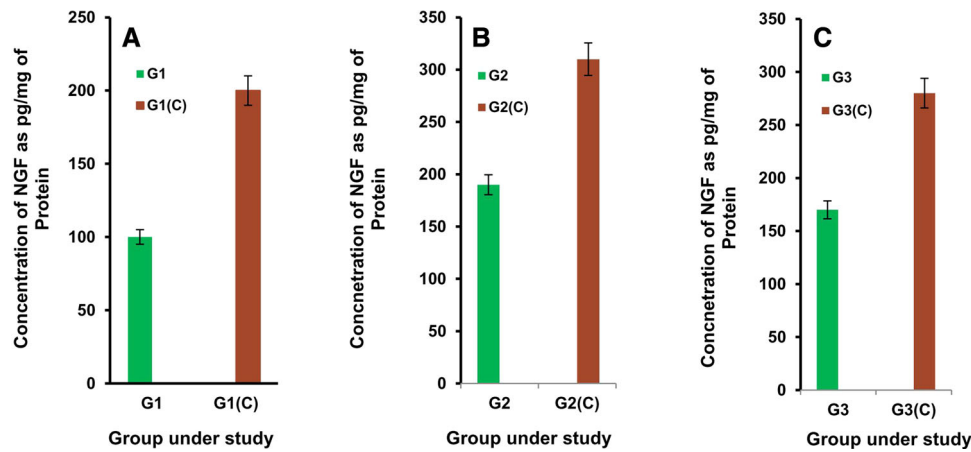 A
Concentration of NGF as pg/mg of
Protein
250
200
150
100
50
0
G1
G1(C)
G1
G1(C)
Group under study
B
Concnetration of NGF as pg/mg of
Protein
350
300
250
200
150
100
50
0
G2
G2(C)
G2
G2(C)
Group under study
C
Concnetration of NGF as pg/mg of
Protein
350
300
250
200
150
100
50
0
G3
G3(C)
G3
G3(C)
Group under study